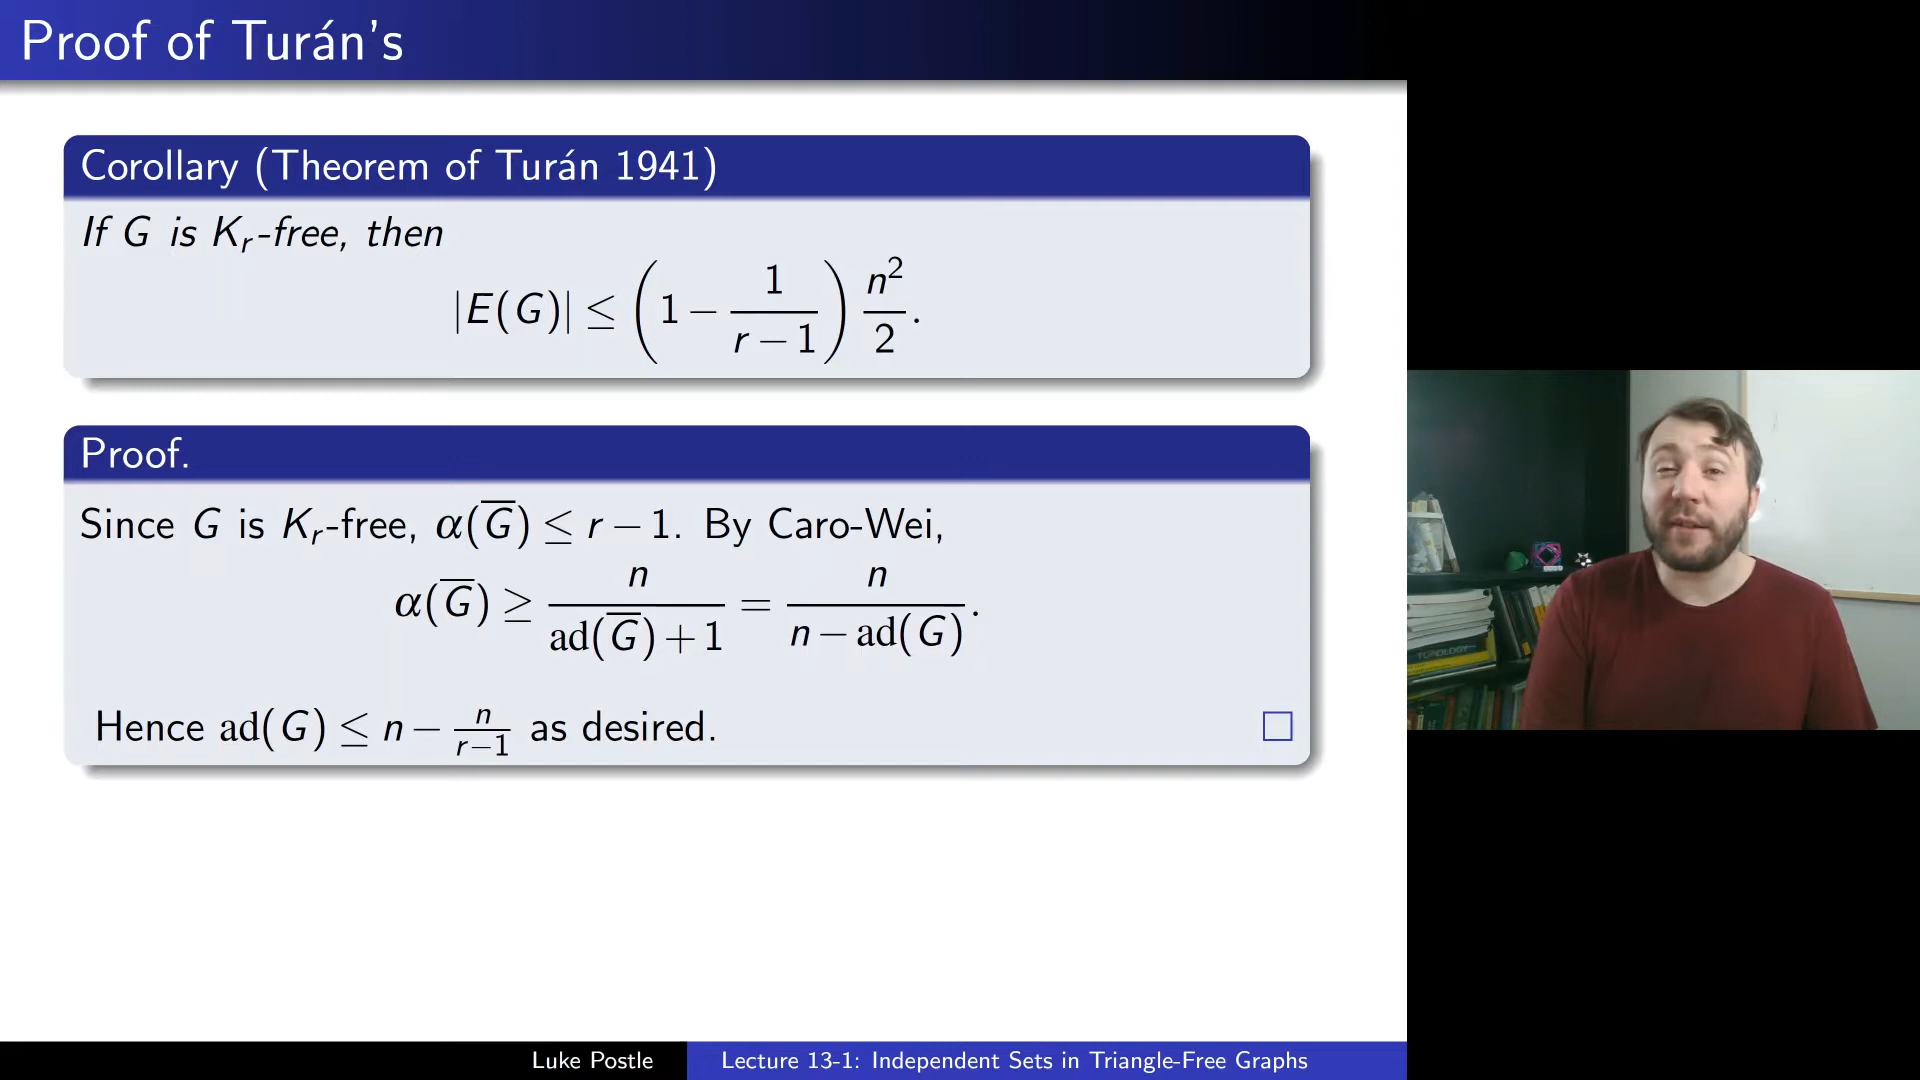 Proof of Turán's
Corollary (Theorem of Turán 1941)
If G is K_r-free, then
|E(G)| ≤ (1 − 1/(r − 1)) n²/2.
Proof.
Since G is K_r-free, α(G̅) ≤ r − 1. By Caro-Wei,
α(G̅) ≥ n/(ad(G̅) + 1) = n/(n − ad(G)).
Hence ad(G) ≤ n − n/(r−1) as desired. □
TOPOLOGY
Luke Postle
Lecture 13-1: Independent Sets in Triangle-Free Graphs